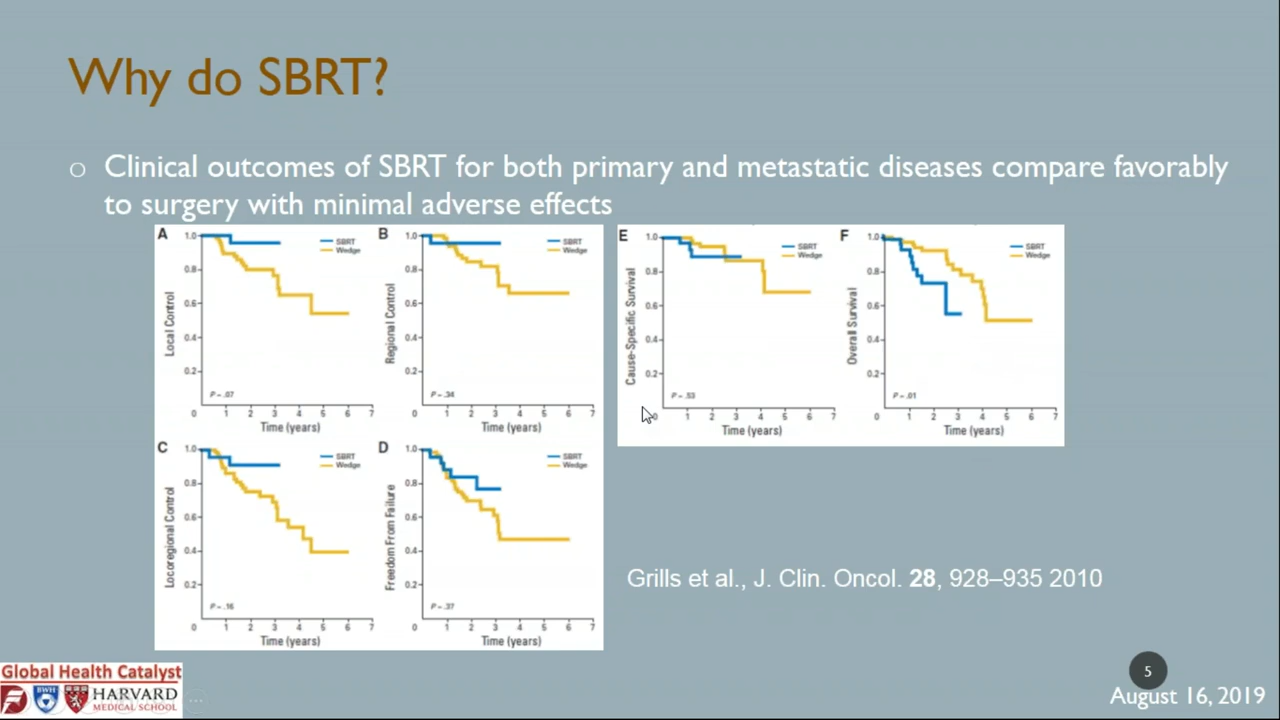 Why do SBRT?
o Clinical outcomes of SBRT for both primary and metastatic diseases compare favorably
to surgery with minimal adverse effects
A
1.0
0.8
0.6
0.4
0.2
0 1 2 3 4 5 6 7
Local Control
Time (years)
SBRT
Wedge
P = .07
B
1.0
0.8
0.6
0.4
0.2
0 1 2 3 4 5 6 7
Regional Control
Time (years)
SBRT
Wedge
P = .34
E
1.0
0.8
0.6
0.4
0.2
0 1 2 3 4 5 6 7
Cause-Specific Survival
Time (years)
SBRT
Wedge
P = .53
F
1.0
0.8
0.6
0.4
0.2
0 1 2 3 4 5 6 7
Overall Survival
Time (years)
SBRT
Wedge
P = .01
C
1.0
0.8
0.6
0.4
0.2
0 1 2 3 4 5 6 7
Locoregional Control
Time (years)
SBRT
Wedge
P = .16
D
1.0
0.8
0.6
0.4
0.2
0 1 2 3 4 5 6 7
Freedom From Failure
Time (years)
SBRT
Wedge
P = .37
Grills et al., J. Clin. Oncol. 28, 928–935 2010
Global Health Catalyst
BWH
HARVARD
MEDICAL SCHOOL
5
August 16, 2019